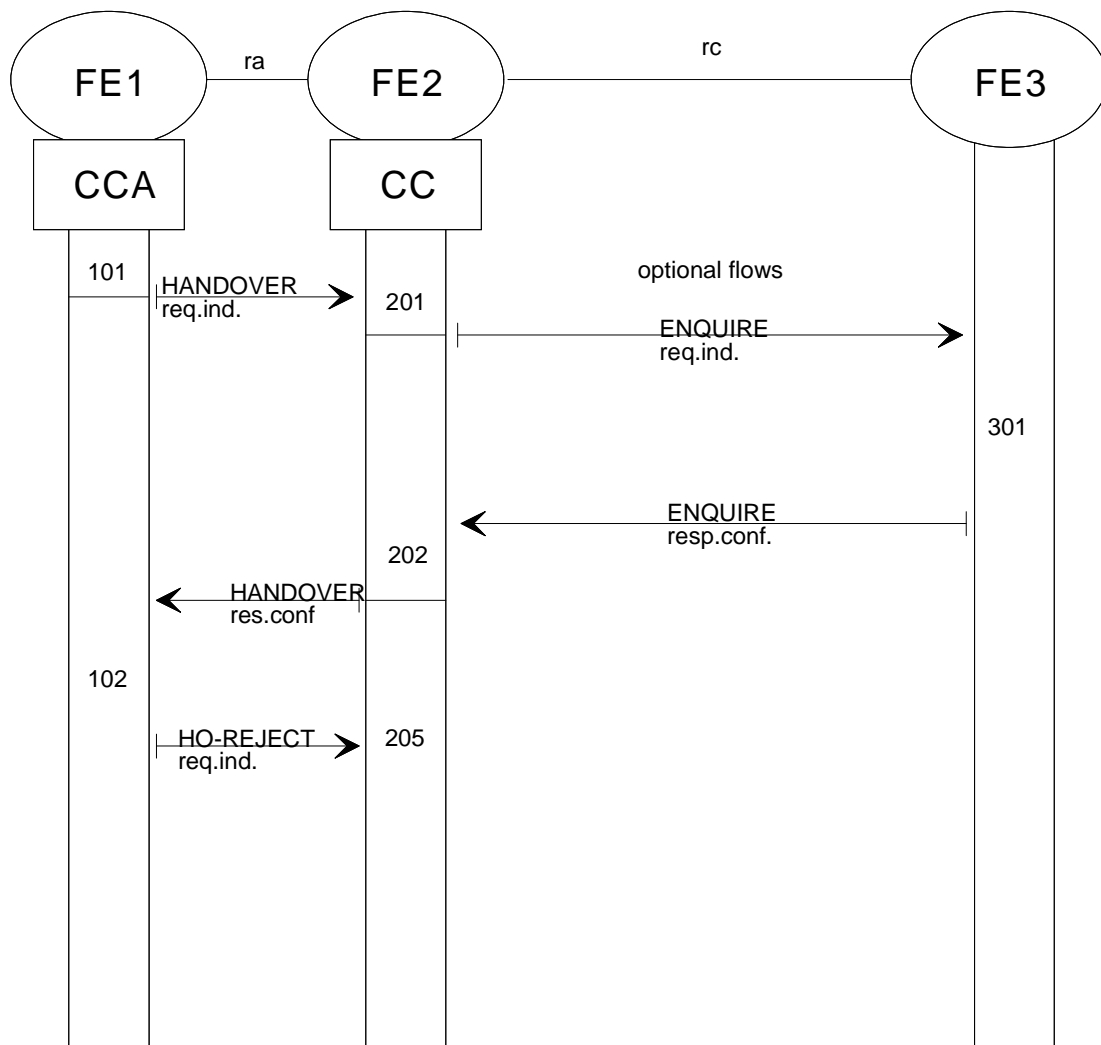 ra
rc
FE1
FE2
FE3
CCA
CC
101
HANDOVER
req.ind.
optional flows
201
ENQUIRE
req.ind.
301
ENQUIRE
resp.conf.
202
HANDOVER
res.conf
102
HO-REJECT
req.ind.
205